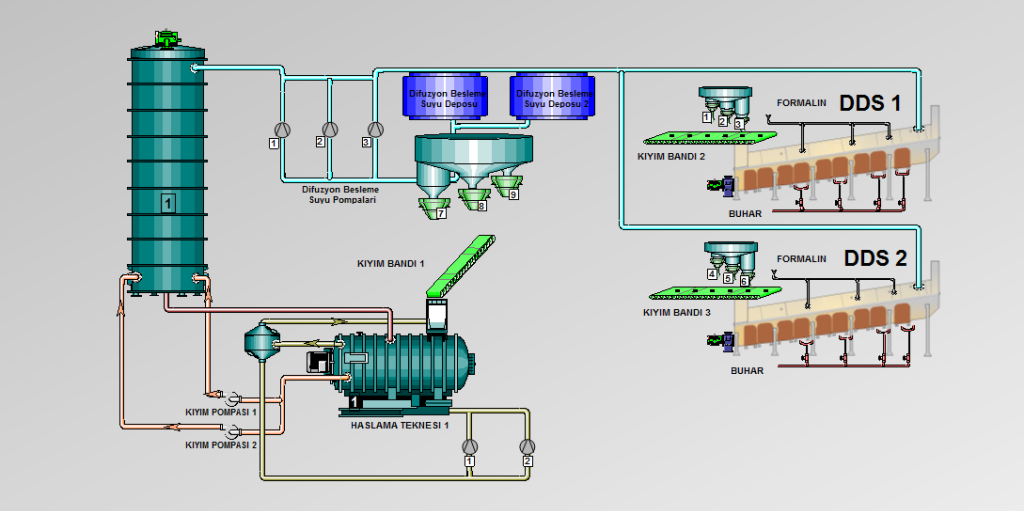 Difuzyon Besleme
Suyu Deposu
Difuzyon Besleme
Suyu Deposu 2
1
2
3
Difuzyon Besleme
Suyu Pompalari
7
8
9
1
KIYIM BANDI 1
1
2
3
FORMALIN
DDS 1
KIYIM BANDI 2
BUHAR
4
5
6
FORMALIN
DDS 2
KIYIM BANDI 3
BUHAR
KIYIM POMPASI 1
KIYIM POMPASI 2
1
HASLAMA TEKNESI 1
1
2